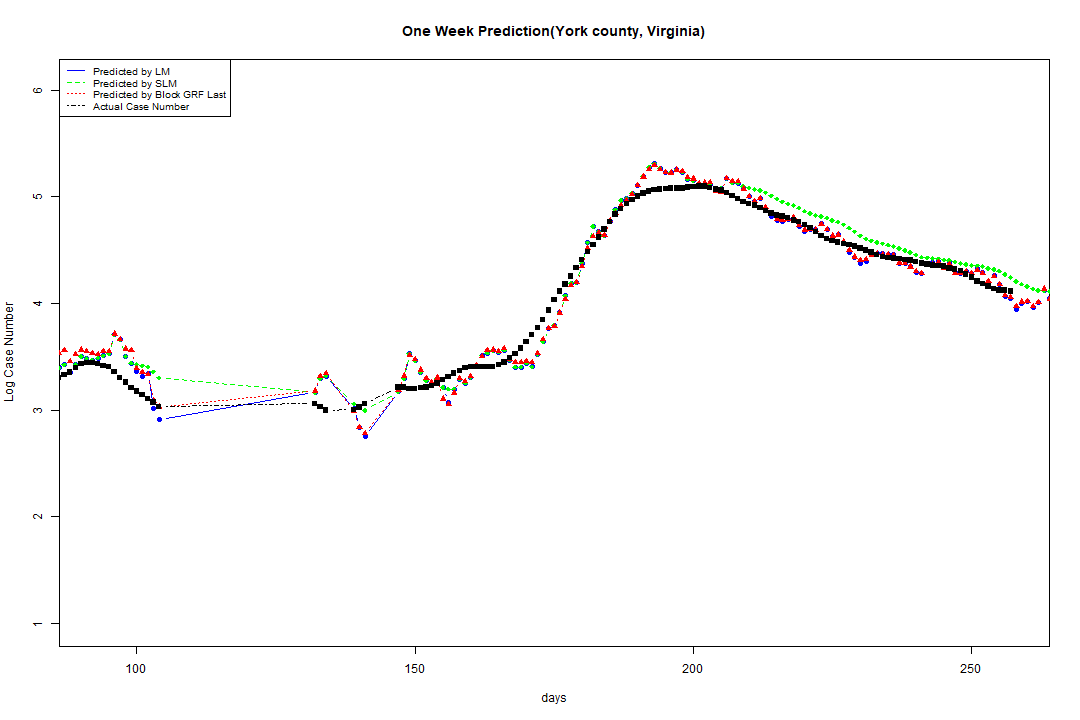 One Week Prediction(York county, Virginia)
Predicted by LM
Predicted by SLM
Predicted by Block GRF Last
Actual Case Number
6
5
4
3
2
1
Log Case Number
100 150 200 250
days